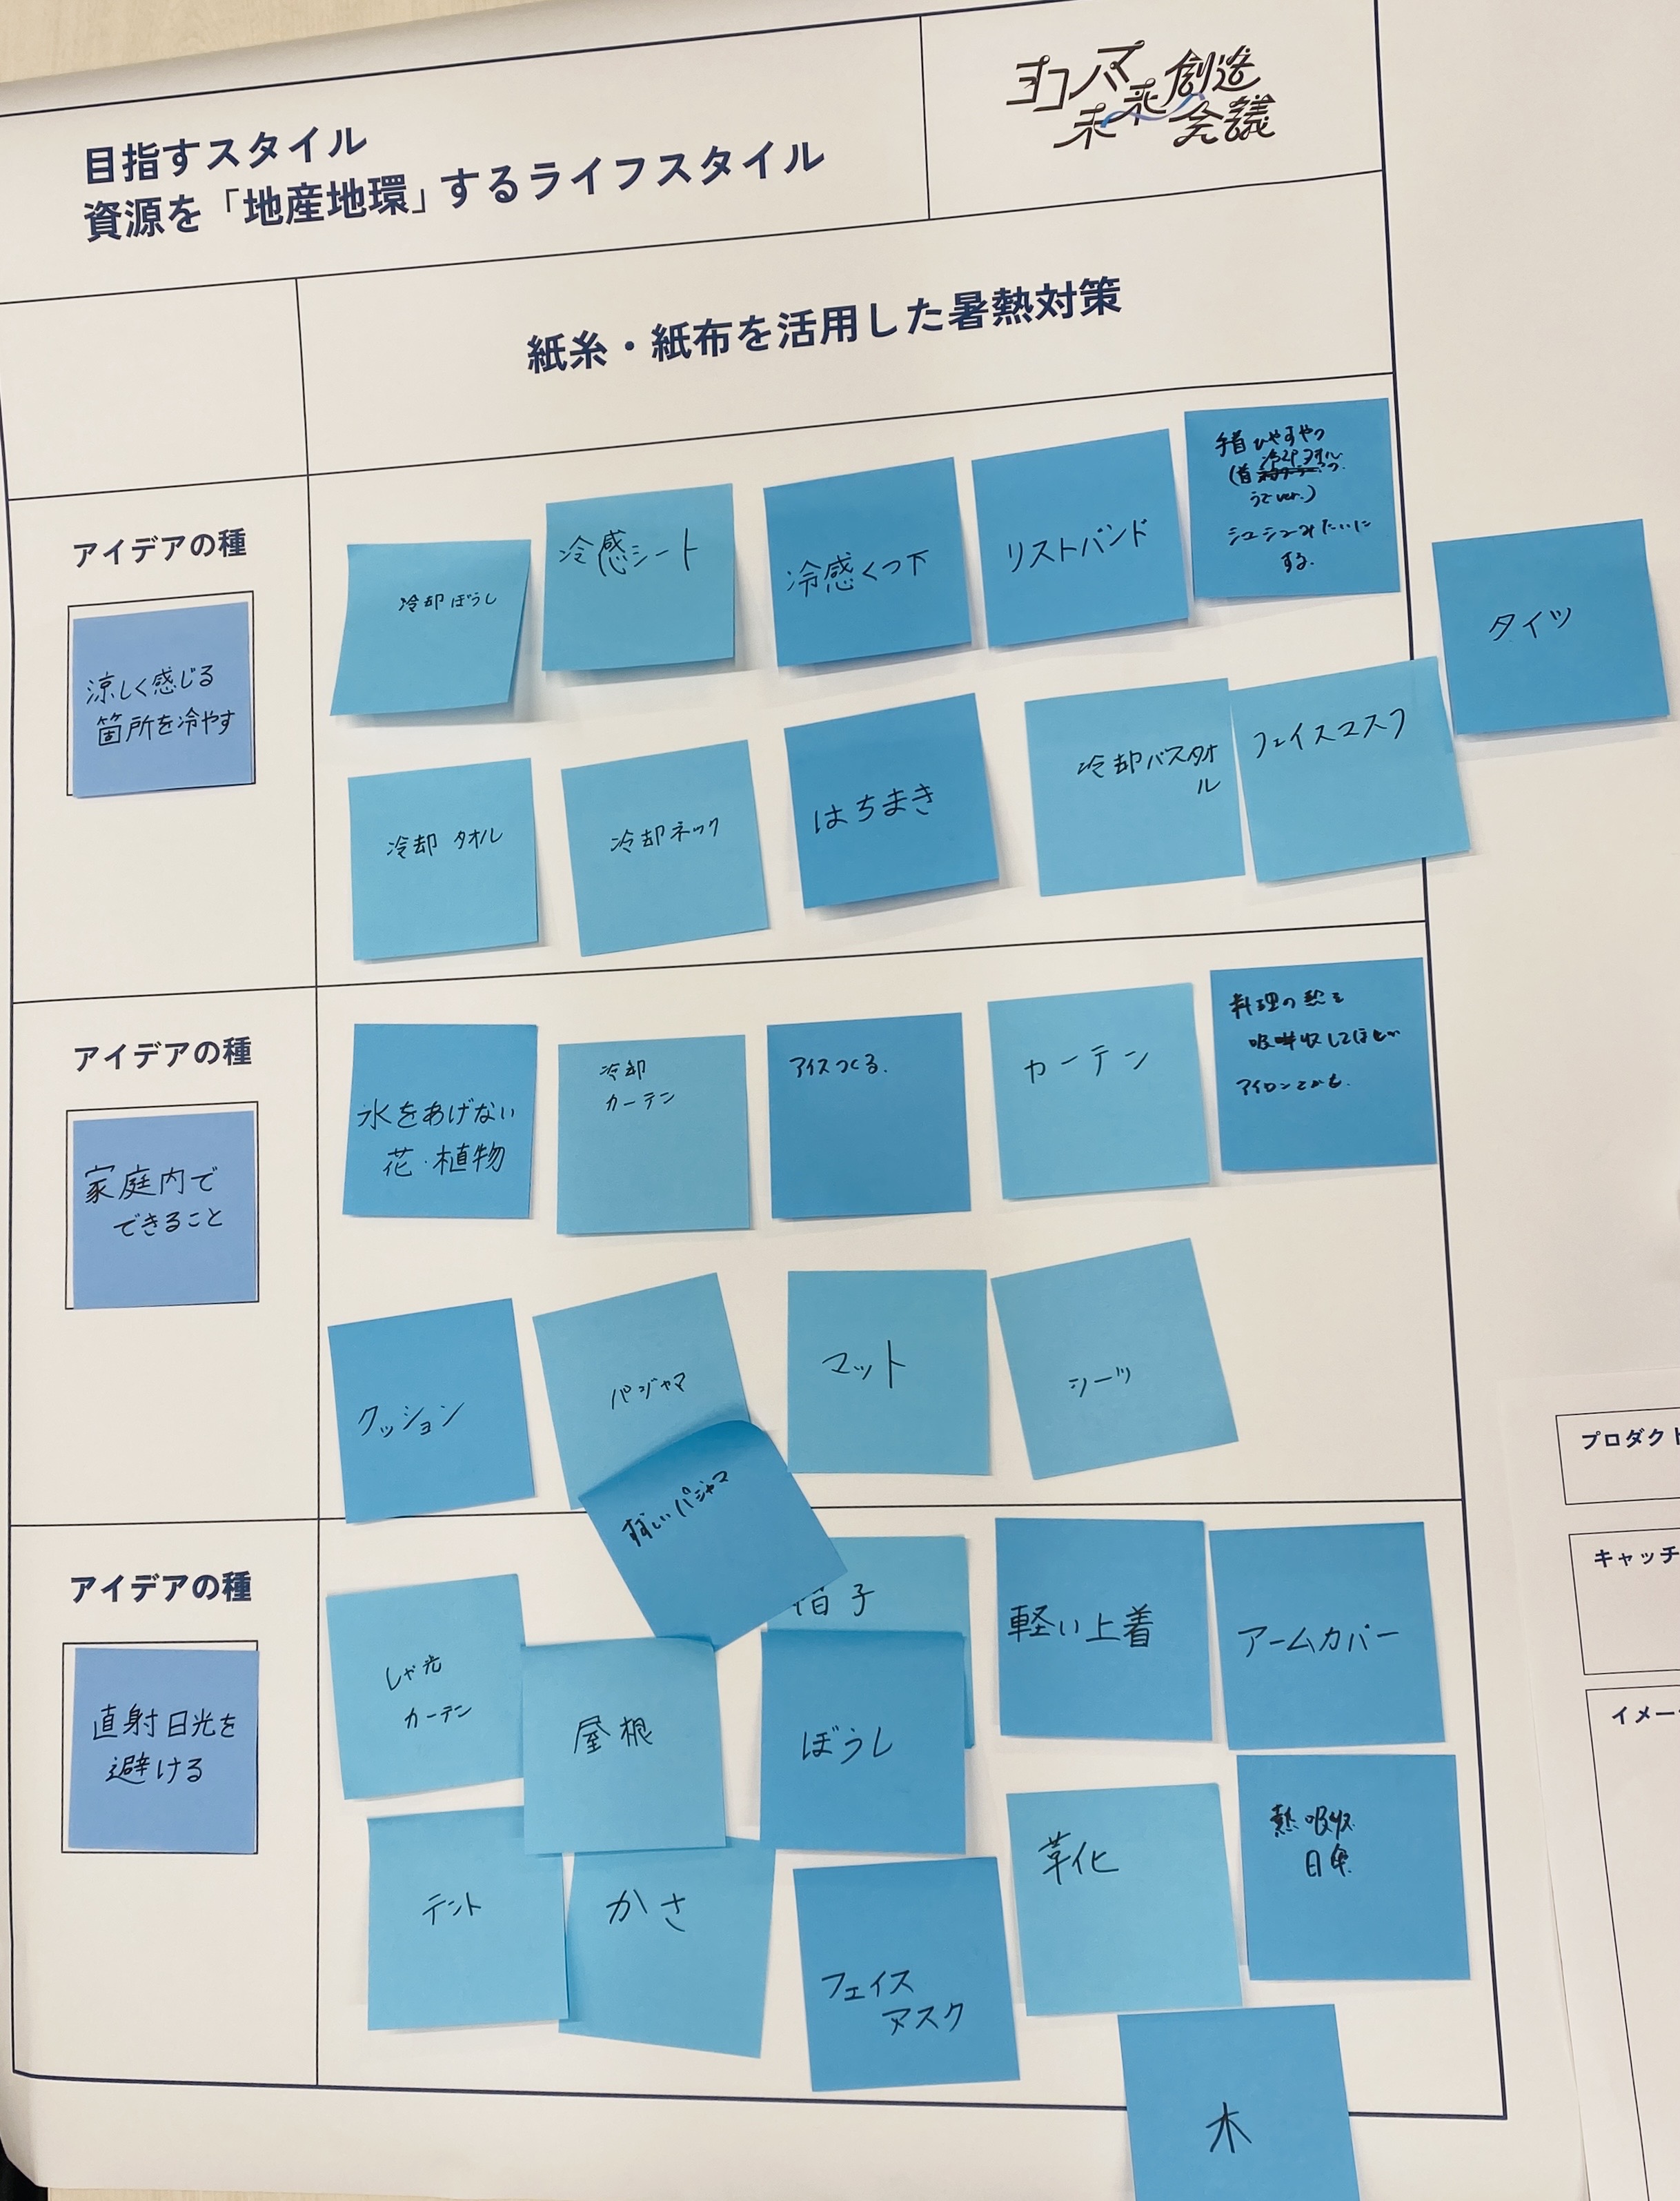 目指すスタイル
資源を「地産地環」するライフスタイル
ヨコハマ
未来創造
会議
紙糸・紙布を活用した暑熱対策
アイデアの種
涼しく感じる
箇所を冷やす
冷却ぼうし
冷感シート
冷感くつ下
リストバンド
手首ひやすやつ
(首冷却タオル
うでver.)
シュシュみたいに
する。
タイツ
冷却タオル
冷却ネック
はちまき
冷却バスタオ
ル
フェイスマスク
アイデアの種
家庭内で
できること
水をあげない
花・植物
冷却
カーテン
アイスつくる。
カーテン
料理の熱を
吸収してほしい
アイロンとかも。
クッション
パジャマ
涼しいパジャマ
マット
シーツ
アイデアの種
直射日光を
避ける
しゃ光
カーテン
屋根
帽子
ぼうし
軽い上着
アームカバー
テント
かさ
フェイス
マスク
草化
熱吸収
日傘
木
プロダクト
キャッチ
イメー